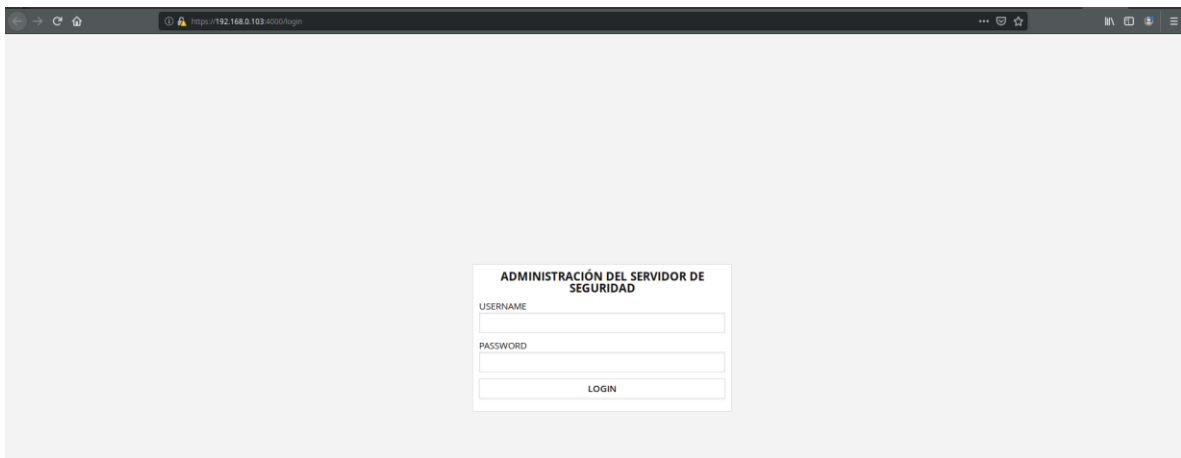 https://192.168.0.103:4000/login
ADMINISTRACIÓN DEL SERVIDOR DE
SEGURIDAD
USERNAME
PASSWORD
LOGIN